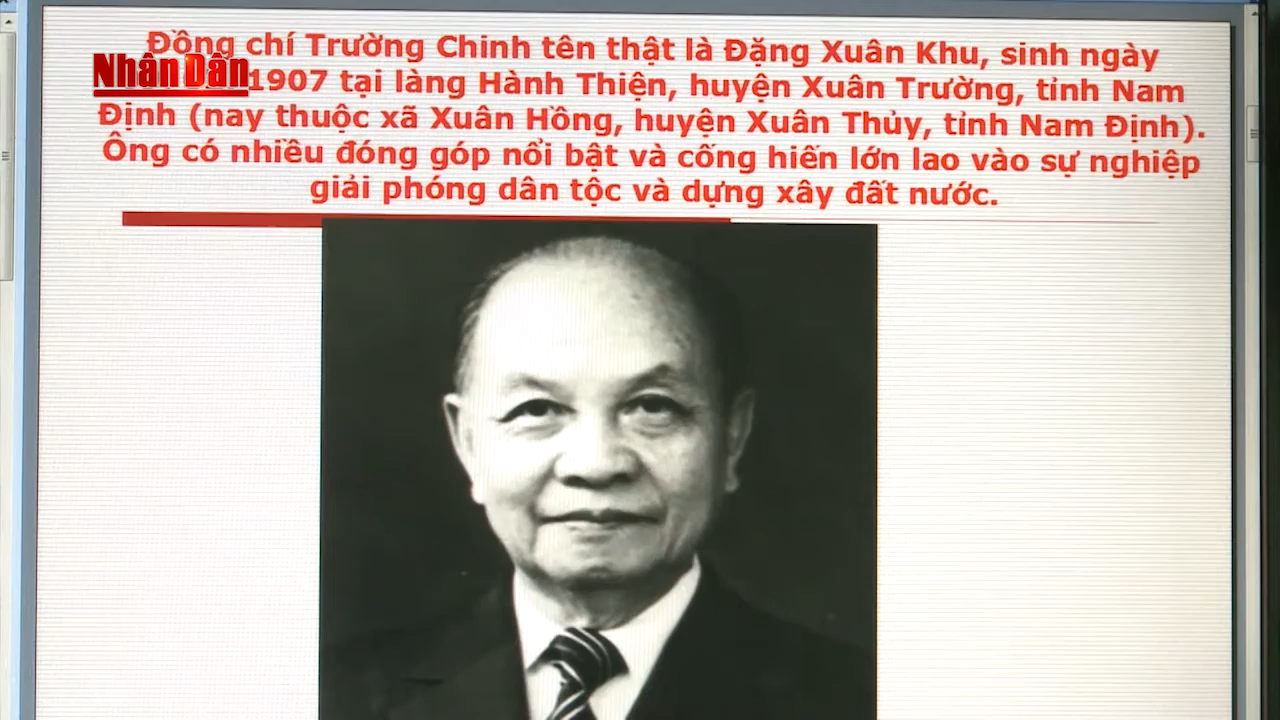 Đồng chí Trường Chinh tên thật là Đặng Xuân Khu, sinh ngày
Nhân Dân
1907 tại làng Hành Thiện, huyện Xuân Trường, tỉnh Nam
Định (nay thuộc xã Xuân Hồng, huyện Xuân Thủy, tỉnh Nam Định).
Ông có nhiều đóng góp nổi bật và cống hiến lớn lao vào sự nghiệp
giải phóng dân tộc và dựng xây đất nước.